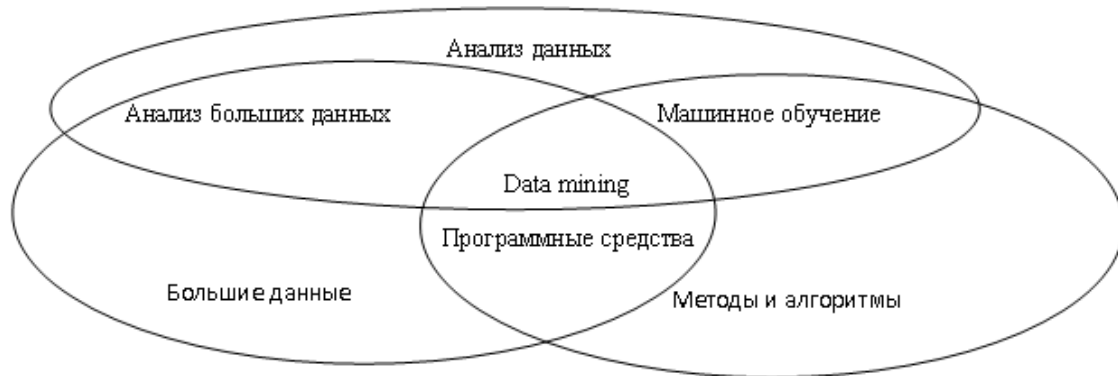 Анализ данных
Анализ больших данных
Машинное обучение
Data mining
Программные средства
Большие данные
Методы и алгоритмы